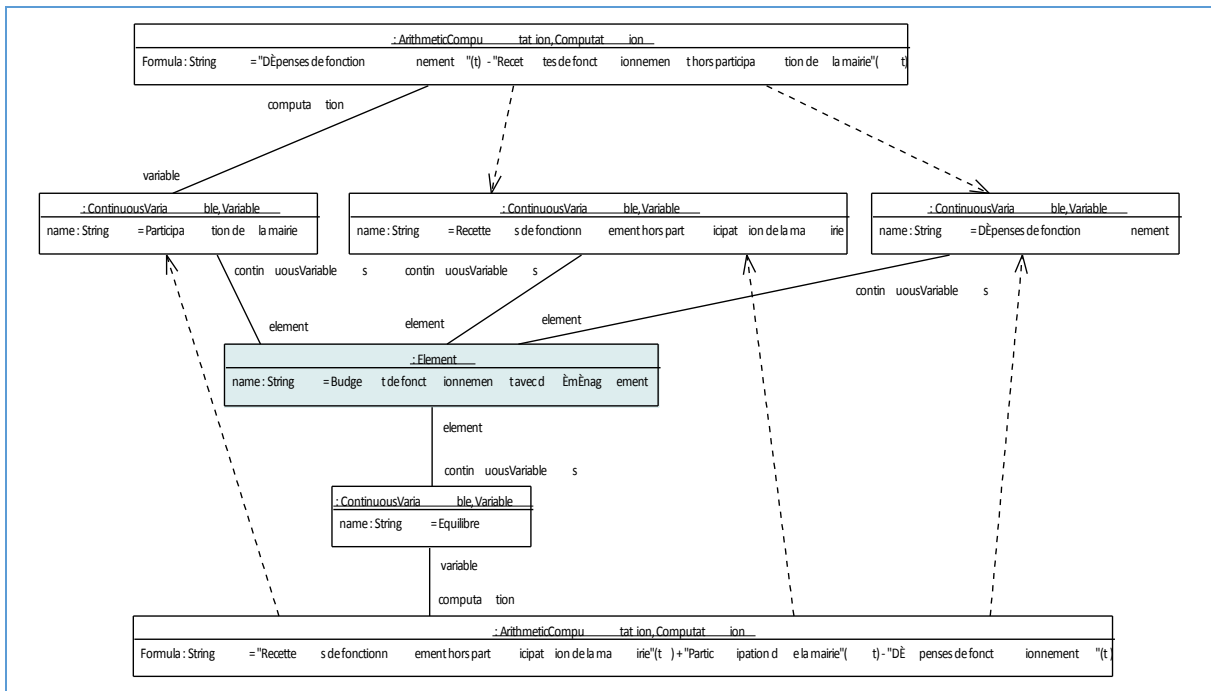 : ArithmeticComputation, Computation
Formula : String = "DÈpenses de fonctionnement "(t) - "Recettes de fonctionnement hors participation de la mairie"(t)
computation
variable
: ContinuousVariable, Variable
name : String = Participation de la mairie
: ContinuousVariable, Variable
name : String = Recettes de fonctionnement hors participation de la mairie
: ContinuousVariable, Variable
name : String = DÈpenses de fonctionnement
continuousVariables
continuousVariables
continuousVariables
element
element
element
: Element
name : String = Budget de fonctionnement avec dÈmÈnagement
element
continuousVariables
: ContinuousVariable, Variable
name : String = Equilibre
variable
computation
: ArithmeticComputation, Computation
Formula : String = "Recettes de fonctionnement hors participation de la mairie"(t) + "Participation de la mairie"(t) - "DÈpenses de fonctionnement "(t)